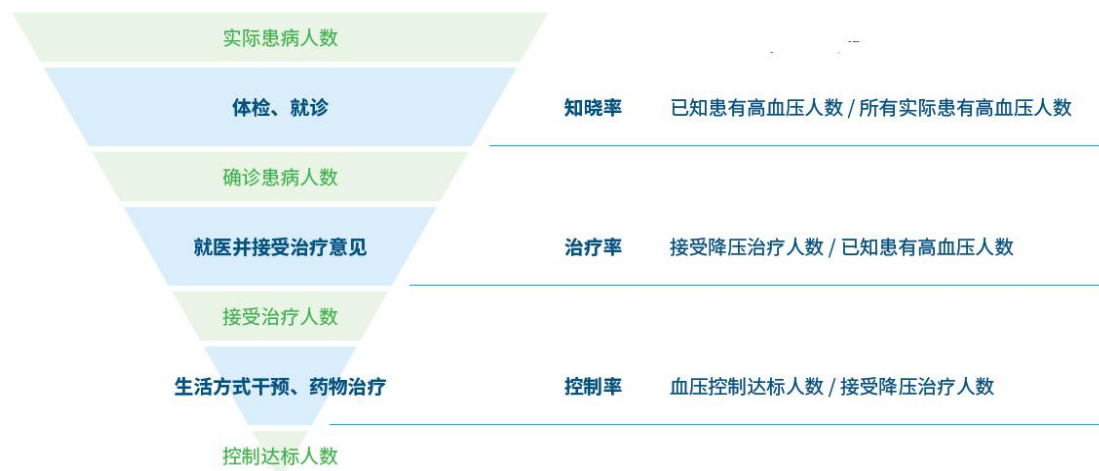 实际患病人数
体检、就诊 知晓率 已知患有高血压人数 / 所有实际患有高血压人数
确诊患病人数
就医并接受治疗意见 治疗率 接受降压治疗人数 / 已知患有高血压人数
接受治疗人数
生活方式干预、药物治疗 控制率 血压控制达标人数 / 接受降压治疗人数
控制达标人数